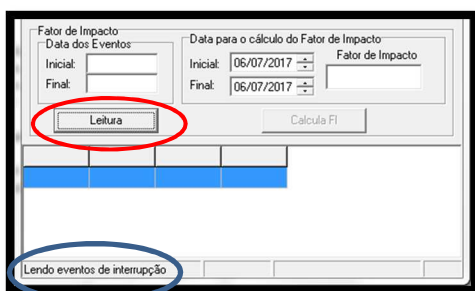 Fator de Impacto
Data dos Eventos
Inicial:
Final:
Leitura
Data para o cálculo do Fator de Impacto
Inicial: 06/07/2017
Final: 06/07/2017
Fator de Impacto
Calcula FI
Lendo eventos de interrupção